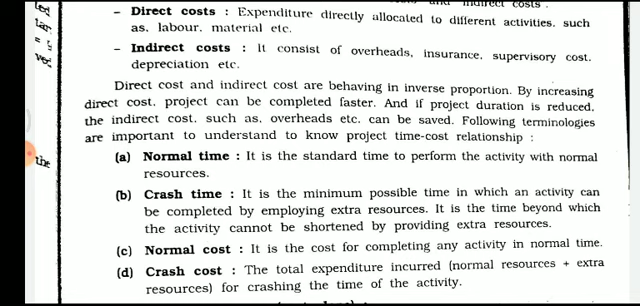 indirect costs.
– Direct costs : Expenditure directly allocated to different activities, such
as, labour, material etc.
– Indirect costs : It consist of overheads, insurance, supervisory cost,
depreciation etc.
Direct cost and indirect cost are behaving in inverse proportion. By increasing
direct cost, project can be completed faster. And if project duration is reduced,
the indirect cost, such as, overheads etc. can be saved. Following terminologies
are important to understand to know project time-cost relationship :
(a) Normal time : It is the standard time to perform the activity with normal
resources.
(b) Crash time : It is the minimum possible time in which an activity can
be completed by employing extra resources. It is the time beyond which
the activity cannot be shortened by providing extra resources.
(c) Normal cost : It is the cost for completing any activity in normal time.
(d) Crash cost : The total expenditure incurred (normal resources + extra
resources) for crashing the time of the activity.
the